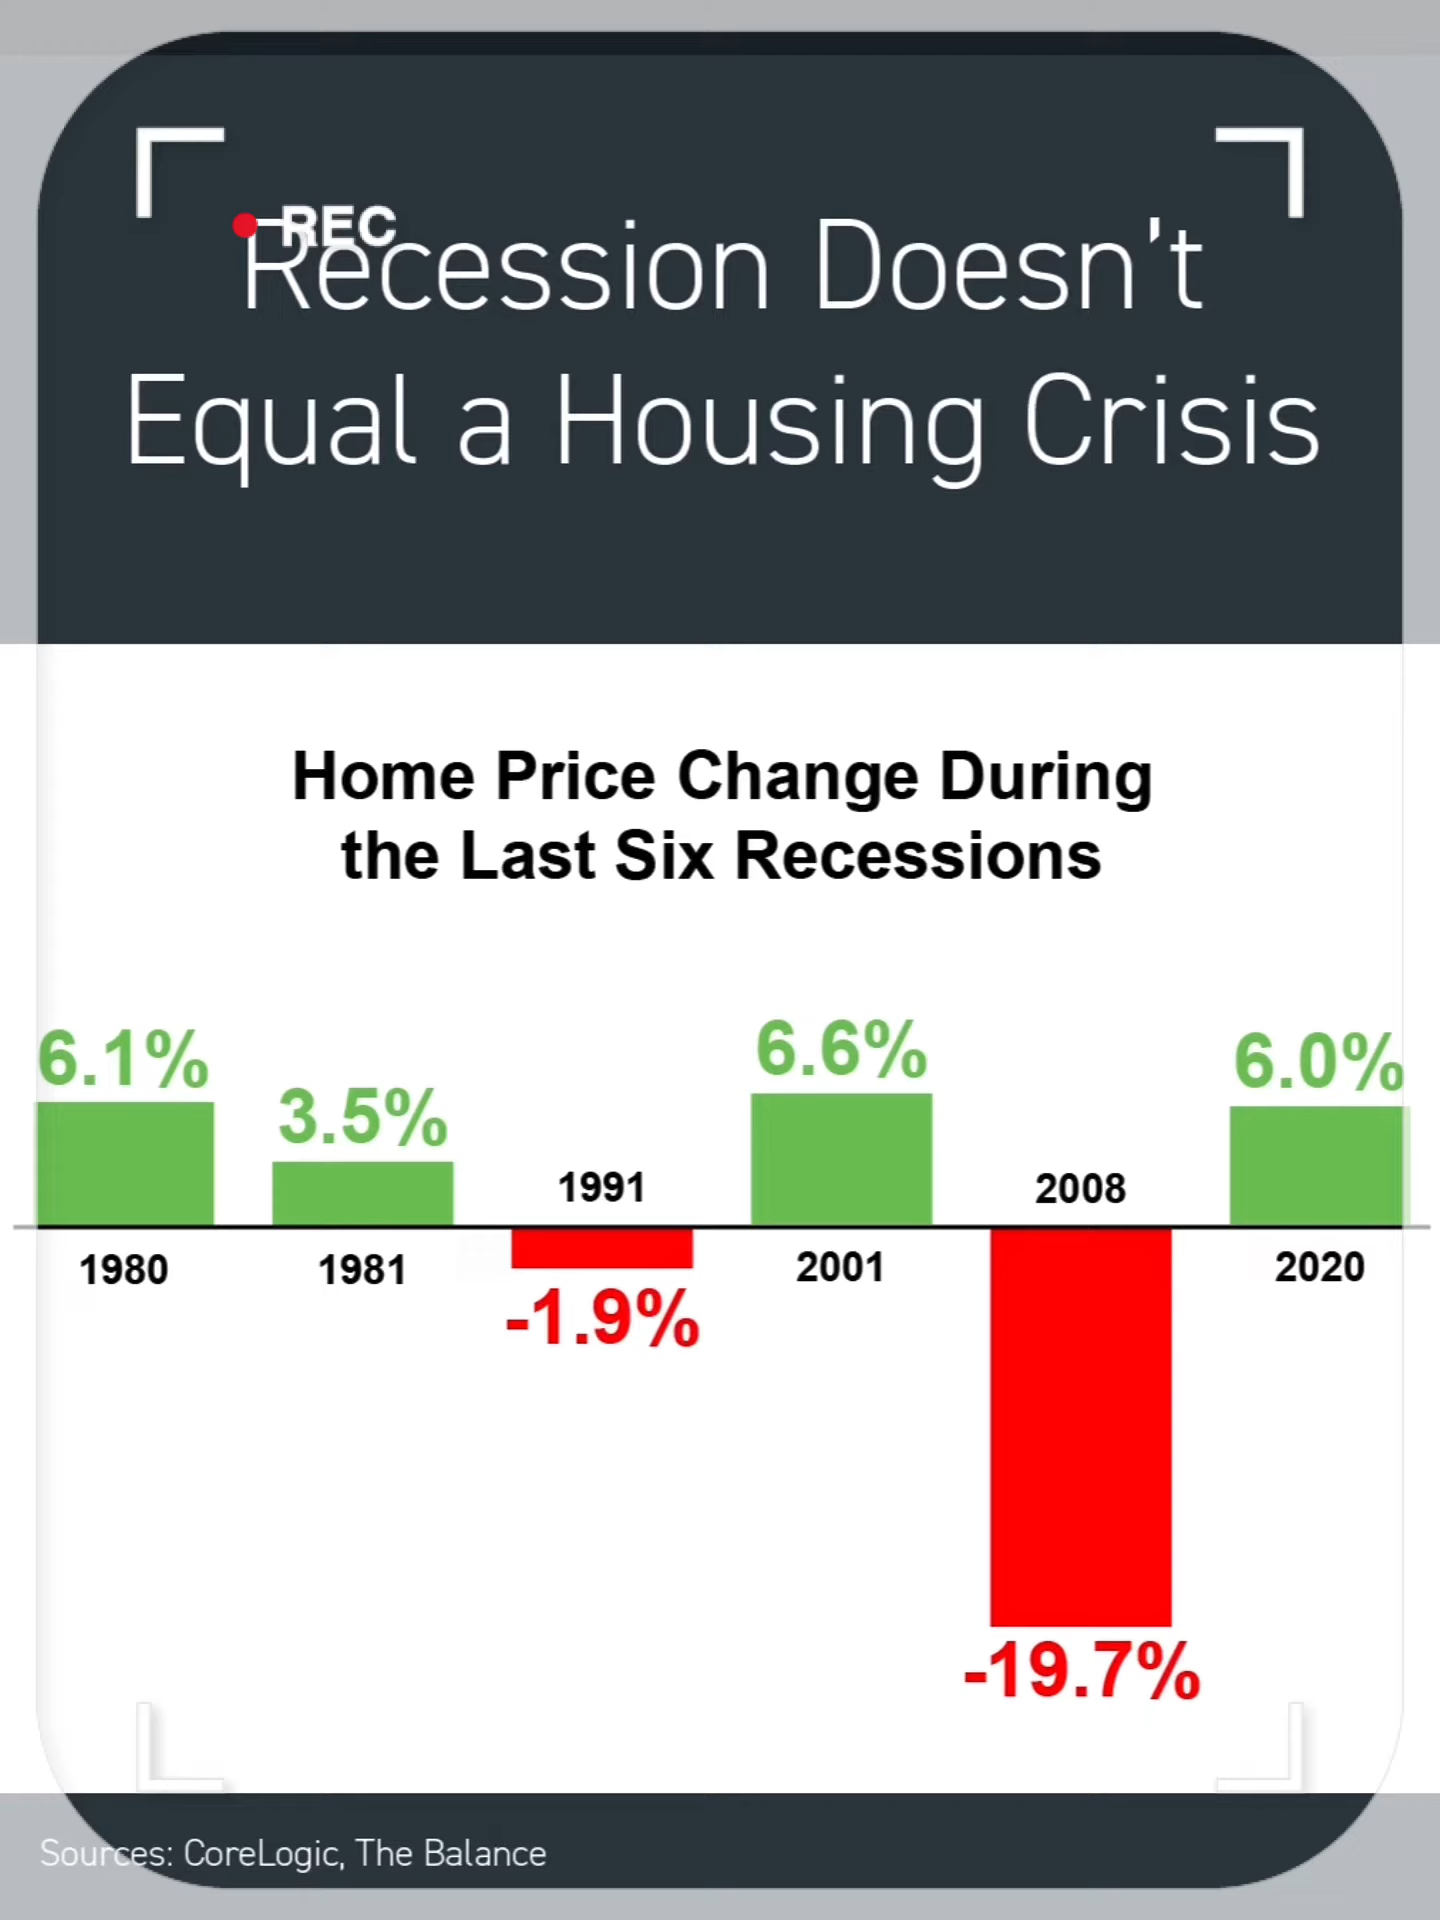 REC
Recession Doesn't
Equal a Housing Crisis
Home Price Change During
the Last Six Recessions
6.1%
3.5%
6.6%
6.0%
1991
2008
1980
1981
2001
2020
-1.9%
-19.7%
Sources: CoreLogic, The Balance